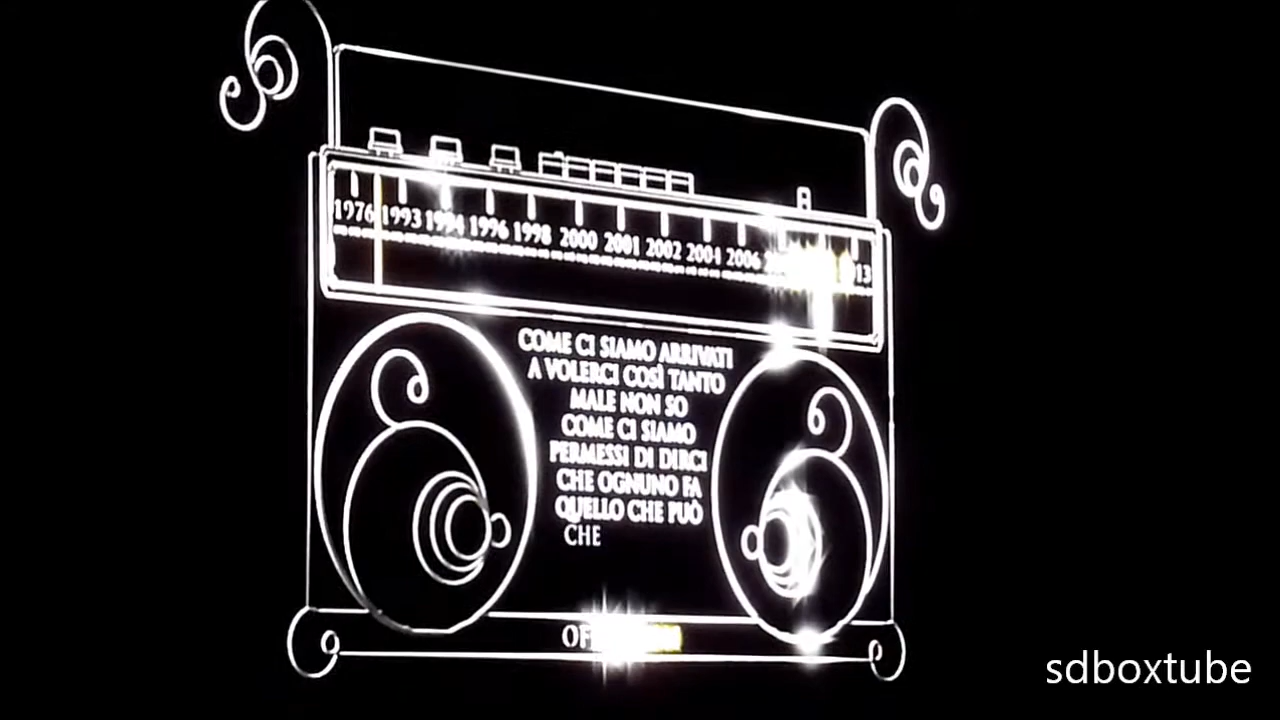 1976 1993 1994 1996 1998 2000 2001 2002 2004 2006
COME CI SIAMO ARRIVATI
A VOLERCI COSÌ TANTO
MALE NON SO
COME CI SIAMO
PERMESSI DI DIRCI
CHE OGNUNO FA
QUELLO CHE PUÒ
CHE
sdboxtube